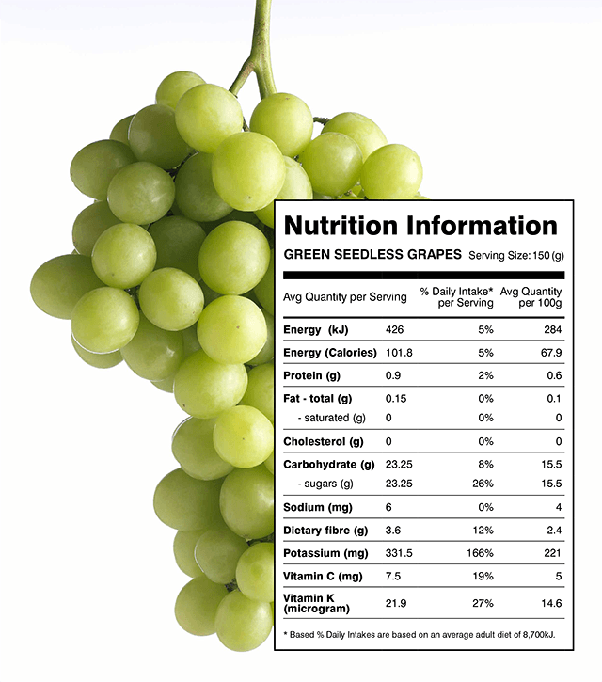 Nutrition Information
GREEN SEEDLESS GRAPES Serving Size:150 (g)
Avg Quantity per Serving % Daily Intake* per Serving Avg Quantity per 100g
Energy (kJ) 426 5% 284
Energy (Calories) 101.8 5% 67.9
Protein (g) 0.9 2% 0.6
Fat - total (g) 0.15 0% 0.1
- saturated (g) 0 0% 0
Cholesterol (g) 0 0% 0
Carbohydrate (g) 23.25 8% 15.5
- sugars (g) 23.25 26% 15.5
Sodium (mg) 6 0% 4
Dietary fibre (g) 3.6 12% 2.4
Potassium (mg) 331.5 166% 221
Vitamin C (mg) 7.5 19% 5
Vitamin K (microgram) 21.9 27% 14.6
* Based % Daily Intakes are based on an average adult diet of 8,700kJ.